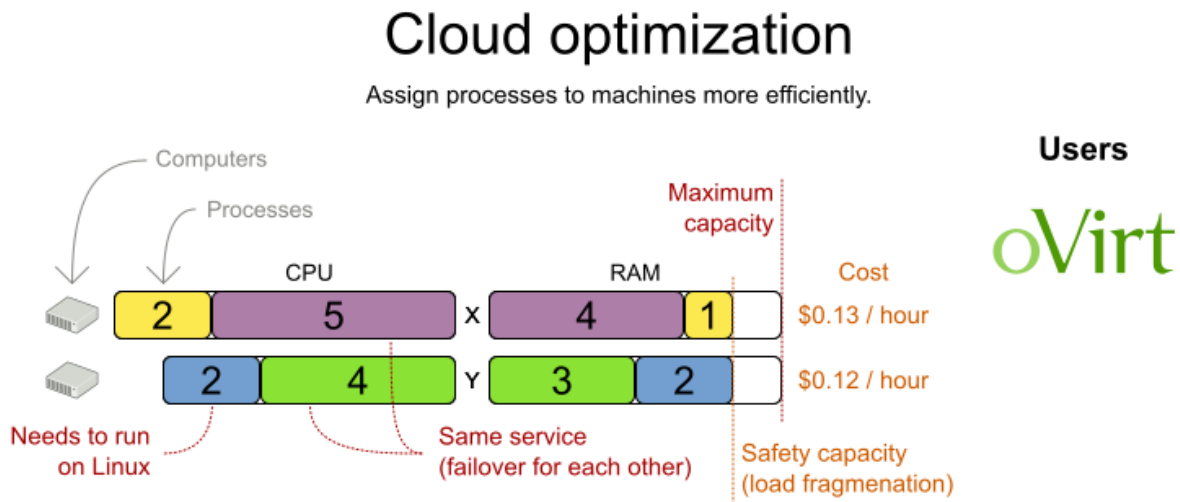 Cloud optimization
Assign processes to machines more efficiently.
Computers
Processes
Users
oVirt
Maximum
capacity
CPU
RAM
Cost
2 5 X 4 1 $0.13 / hour
2 4 Y 3 2 $0.12 / hour
Needs to run
on Linux
Same service
(failover for each other)
Safety capacity
(load fragmenation)